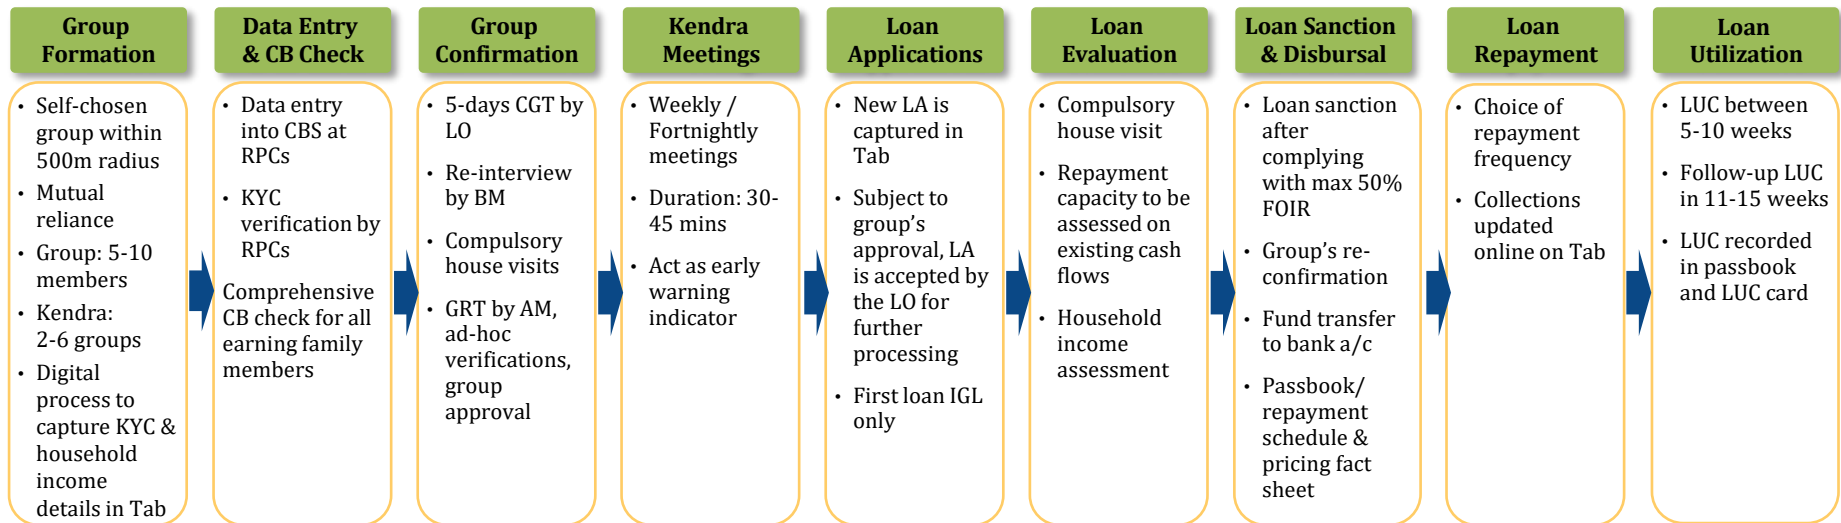 Group
Formation
• Self-chosen
group within
500m radius
• Mutual
reliance
• Group: 5-10
members
• Kendra:
2-6 groups
• Digital
process to
capture KYC &
household
income
details in Tab
Data Entry
& CB Check
• Data entry
into CBS at
RPCs
• KYC
verification by
RPCs
Comprehensive
CB check for all
earning family
members
Group
Confirmation
• 5-days CGT by
LO
• Re-interview
by BM
• Compulsory
house visits
• GRT by AM,
ad-hoc
verifications,
group
approval
Kendra
Meetings
• Weekly /
Fortnightly
meetings
• Duration: 30-
45 mins
• Act as early
warning
indicator
Loan
Applications
• New LA is
captured in
Tab
• Subject to
group's
approval, LA
is accepted by
the LO for
further
processing
• First loan IGL
only
Loan
Evaluation
• Compulsory
house visit
• Repayment
capacity to be
assessed on
existing cash
flows
• Household
income
assessment
Loan Sanction
& Disbursal
• Loan sanction
after
complying
with max 50%
FOIR
• Group's re-
confirmation
• Fund transfer
to bank a/c
• Passbook/
repayment
schedule &
pricing fact
sheet
Loan
Repayment
• Choice of
repayment
frequency
• Collections
updated
online on Tab
Loan
Utilization
• LUC between
5-10 weeks
• Follow-up LUC
in 11-15 weeks
• LUC recorded
in passbook
and LUC card